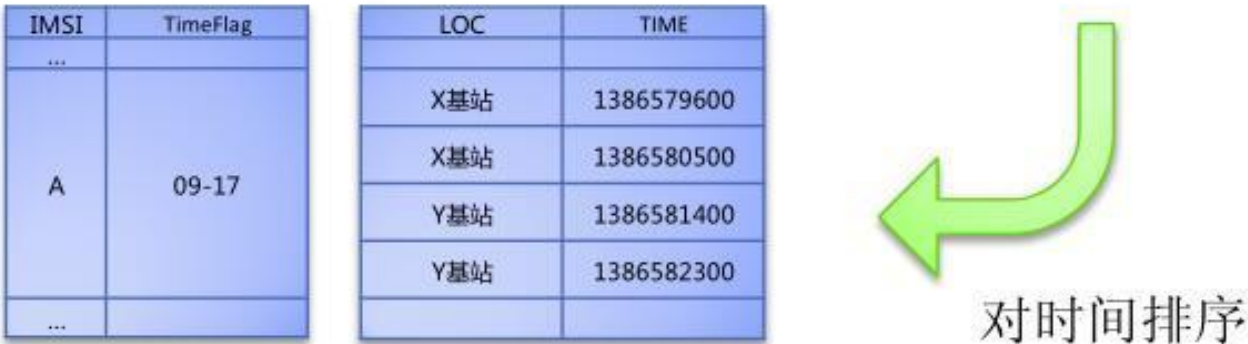 IMSI TimeFlag LOC TIME
...
X基站 1386579600
X基站 1386580500
A 09-17
Y基站 1386581400
Y基站 1386582300
...
对时间排序